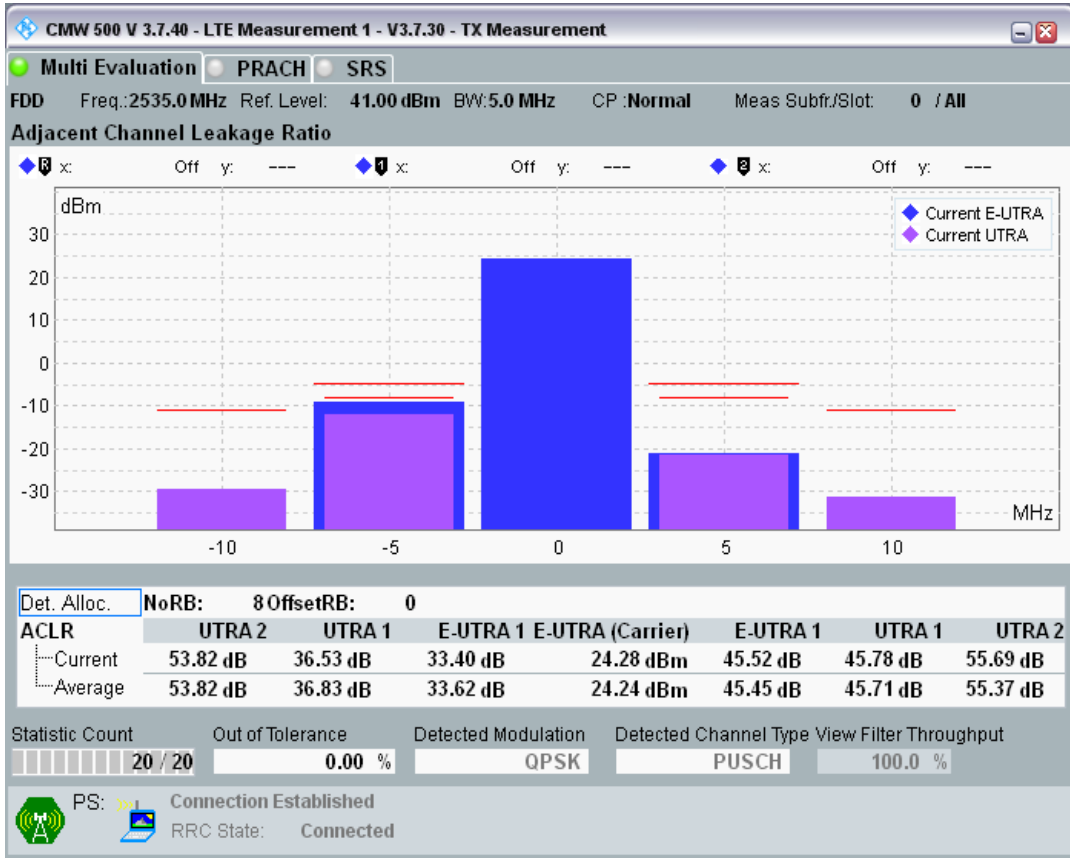 CMW 500 V 3.7.40 - LTE Measurement 1 - V3.7.30 - TX Measurement
Multi Evaluation PRACH SRS
FDD Freq.:2535.0 MHz Ref. Level: 41.00 dBm BW:5.0 MHz CP :Normal Meas Subfr./Slot: 0 / All
Adjacent Channel Leakage Ratio
R x: Off y: --- 1 x: Off y: --- 2 x: Off y: ---
dBm
Current E-UTRA
Current UTRA
30
20
10
0
-10
-20
-30
MHz
-10 -5 0 5 10
Det. Alloc. NoRB: 8 OffsetRB: 0
ACLR UTRA 2 UTRA 1 E-UTRA 1 E-UTRA (Carrier) E-UTRA 1 UTRA 1 UTRA 2
Current 53.82 dB 36.53 dB 33.40 dB 24.28 dBm 45.52 dB 45.78 dB 55.69 dB
Average 53.82 dB 36.83 dB 33.62 dB 24.24 dBm 45.45 dB 45.71 dB 55.37 dB
Statistic Count Out of Tolerance Detected Modulation Detected Channel Type View Filter Throughput
20 / 20 0.00 % QPSK PUSCH 100.0 %
PS: Connection Established
RRC State: Connected